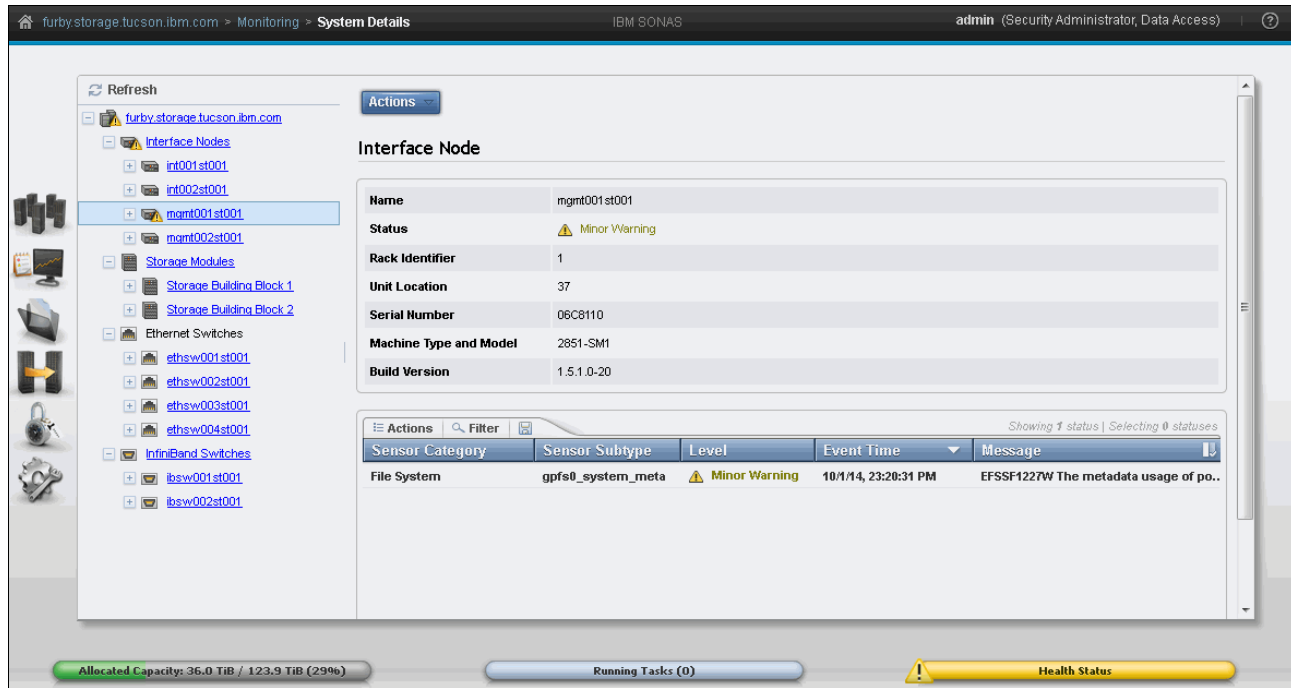 furby.storage.tucson.ibm.com > Monitoring > System Details IBM SONAS admin (Security Administrator, Data Access)
Refresh
furby.storage.tucson.ibm.com
Interface Nodes
int001st001
int002st001
mgmt001st001
mgmt002st001
Storage Modules
Storage Building Block 1
Storage Building Block 2
Ethernet Switches
ethsw001st001
ethsw002st001
ethsw003st001
ethsw004st001
InfiniBand Switches
ibsw001st001
ibsw002st001
Actions
Interface Node
Name mgmt001st001
Status Minor Warning
Rack Identifier 1
Unit Location 37
Serial Number 06C8110
Machine Type and Model 2851-SM1
Build Version 1.5.1.0-20
Actions Filter Showing 1 status | Selecting 0 statuses
Sensor Category Sensor Subtype Level Event Time Message
File System gpfs0_system_meta Minor Warning 10/1/14, 23:20:31 PM EFSSF1227W The metadata usage of po..
Allocated Capacity: 36.0 TiB / 123.9 TiB (29%) Running Tasks (0) Health Status